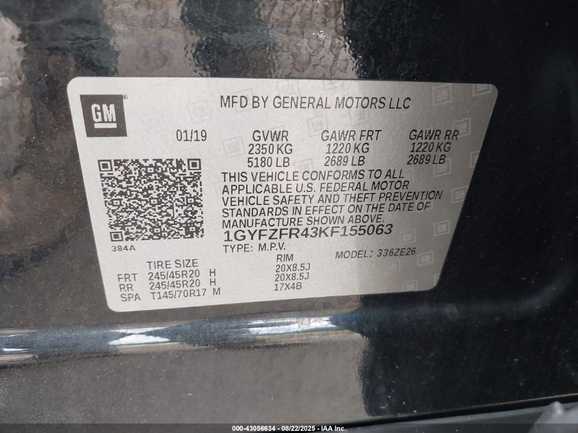 GM
MFD BY GENERAL MOTORS LLC
01/19 GVWR GAWR FRT GAWR RR
2350 KG 1220 KG 1220 KG
5180 LB 2689 LB 2689 LB
THIS VEHICLE CONFORMS TO ALL
APPLICABLE U.S. FEDERAL MOTOR
VEHICLE SAFETY AND THEFT PREVENTION
STANDARDS IN EFFECT ON THE DATE OF
MANUFACTURE SHOWN ABOVE.
384A
1GYFZFR43KF155063
TYPE: M.P.V. MODEL: 336ZE26
TIRE SIZE RIM
FRT 245/45R20 H 20X8.5J
RR 245/45R20 H 20X8.5J
SPA T145/70R17 M 17X4B
000-43056634 - 08/22/2025 - IAAI.COM